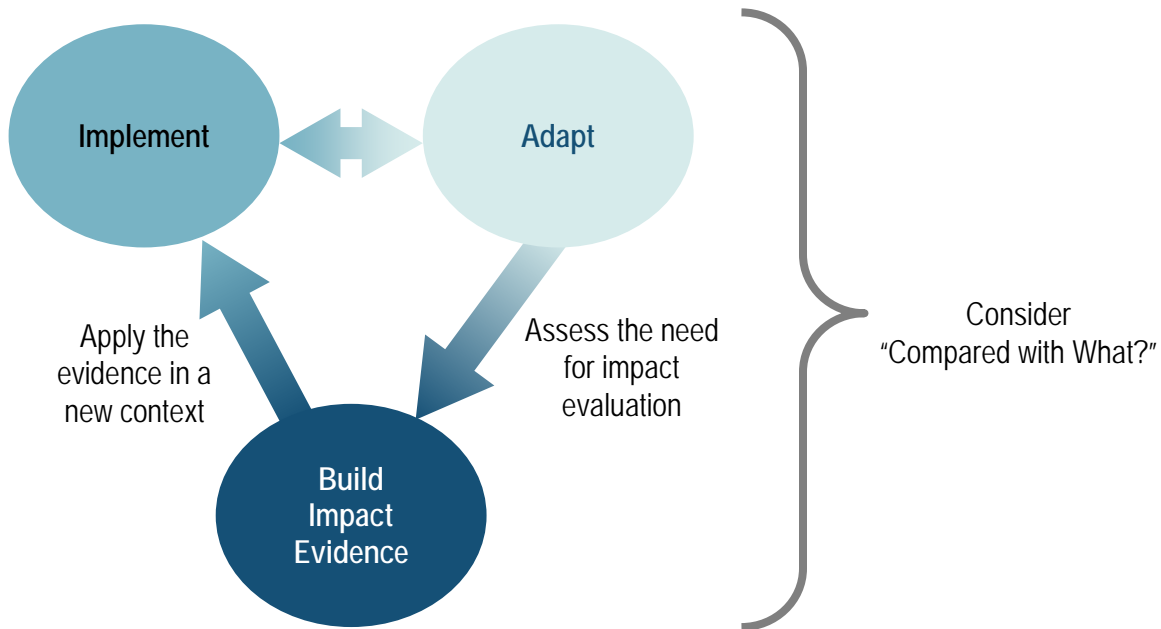 Implement
Adapt
Apply the
evidence in a
new context
Assess the need
for impact
evaluation
Build
Impact
Evidence
Consider
“Compared with What?”